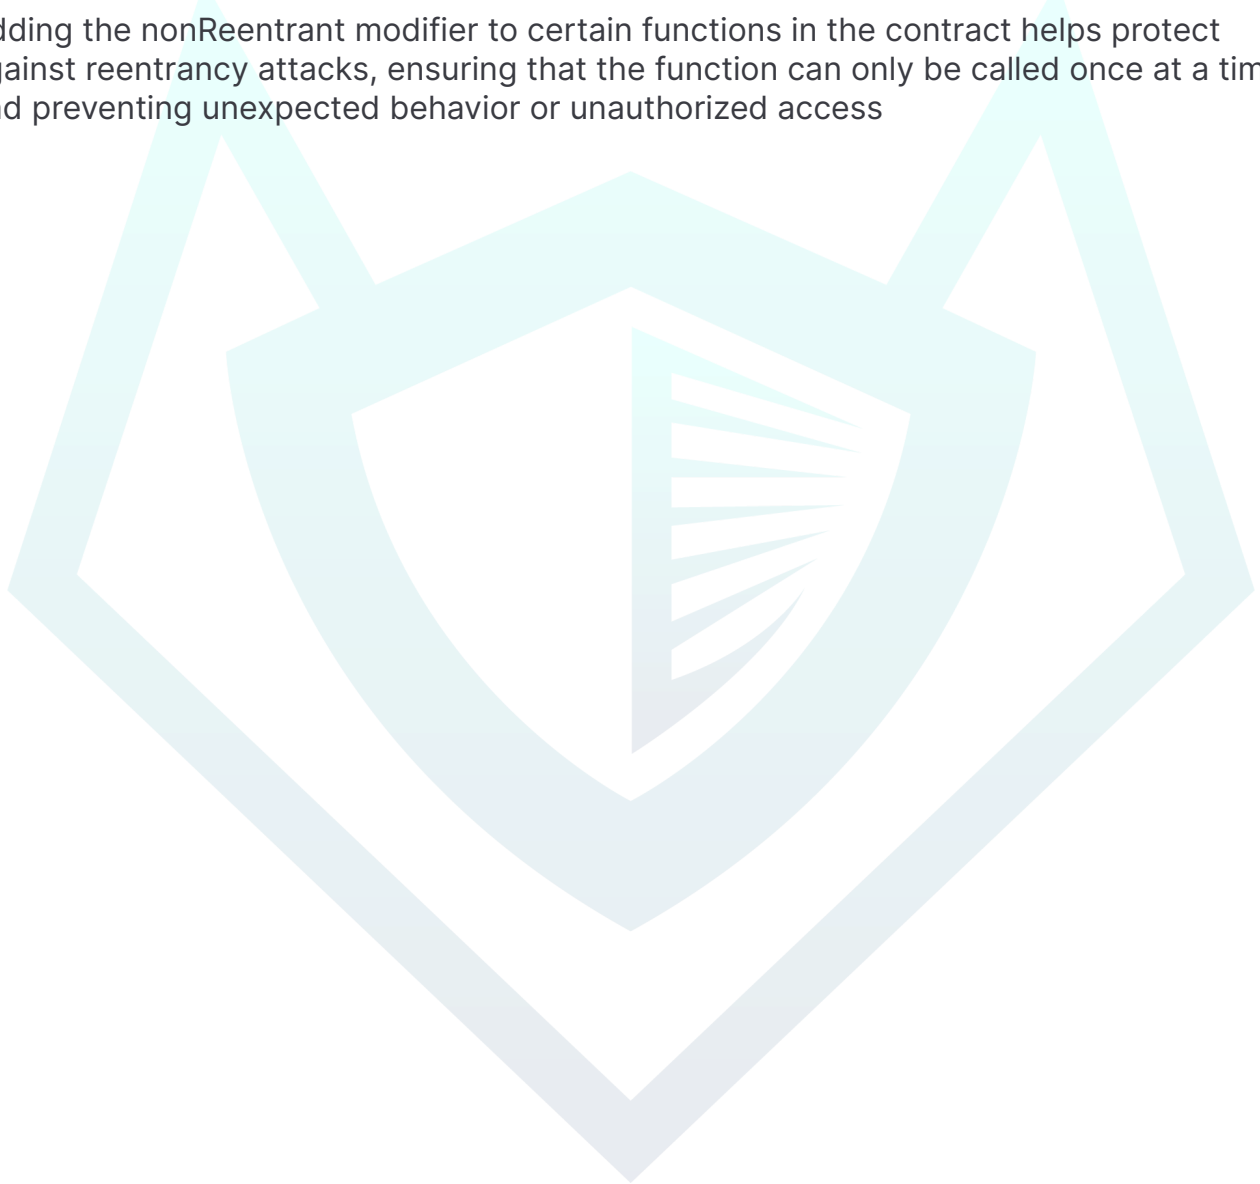 dding the nonReentrant modifier to certain functions in the contract helps protect
gainst reentrancy attacks, ensuring that the function can only be called once at a tim
nd preventing unexpected behavior or unauthorized access